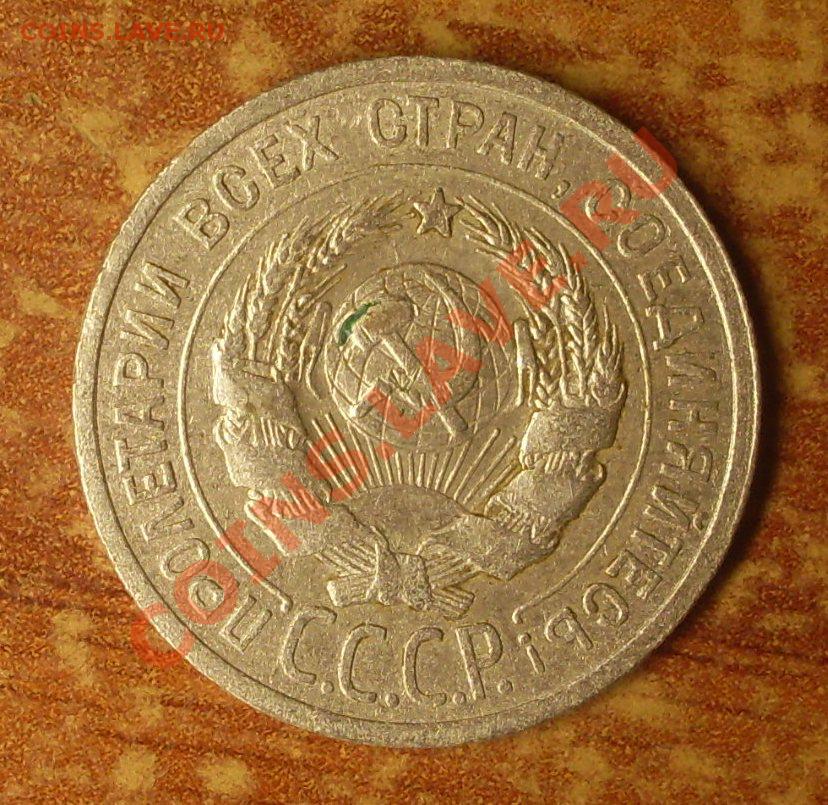 COINS.LAVE.RU
ПРОЛЕТАРИИ ВСЕХ СТРАН, СОЕДИНЯЙТЕСЬ!
С.С.С.Р.
COINS.LAVE.RU